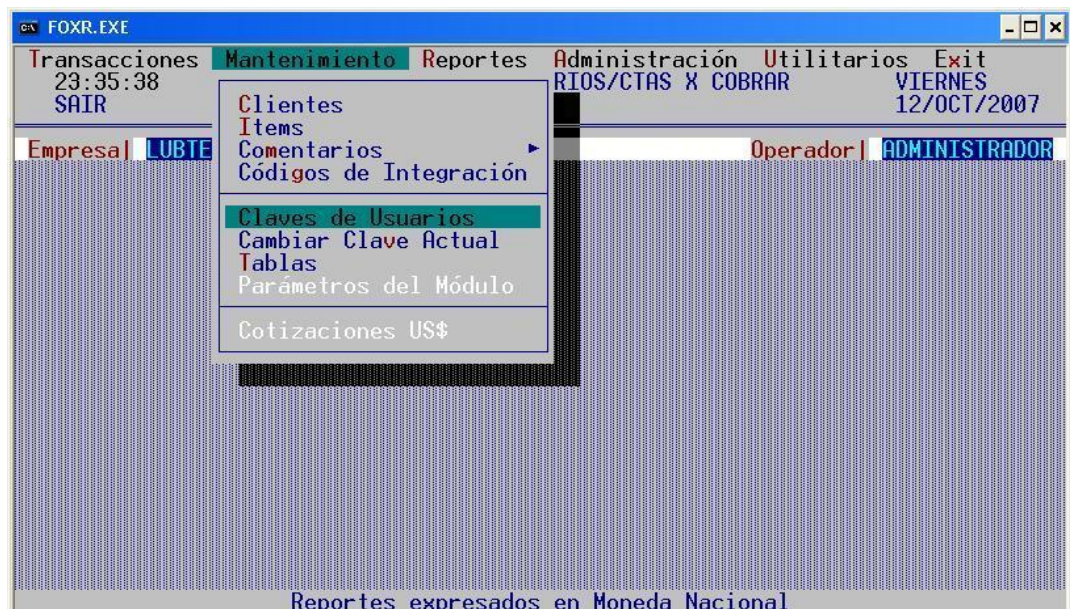 FOXR.EXE
Transacciones Mantenimiento Reportes Administración Utilitarios Exit
23:35:38 RIOS/CTAS X COBRAR VIERNES
SAIR 12/OCT/2007
Empresa| LUBTE Operador| ADMINISTRADOR
Clientes
Items
Comentarios
Códigos de Integración
Claves de Usuarios
Cambiar Clave Actual
Tablas
Parámetros del Módulo
Cotizaciones US$
Reportes expresados en Moneda Nacional